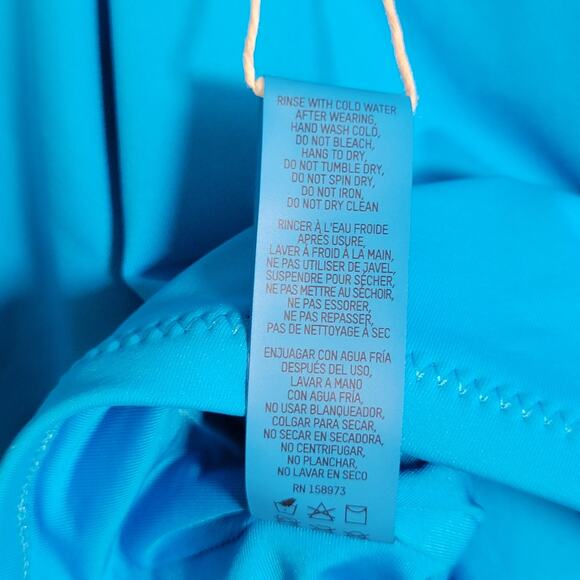 RINSE WITH COLD WATER
AFTER WEARING,
HAND WASH COLD,
DO NOT BLEACH,
HANG TO DRY,
DO NOT TUMBLE DRY,
DO NOT SPIN DRY,
DO NOT IRON,
DO NOT DRY CLEAN
RINCER À L'EAU FROIDE
APRÈS USURE,
LAVER À FROID À LA MAIN,
NE PAS UTILISER DE JAVEL,
SUSPENDRE POUR SÉCHER,
NE PAS METTRE AU SÉCHOIR,
NE PAS ESSORER,
NE PAS REPASSER,
PAS DE NETTOYAGE À SEC
ENJUAGAR CON AGUA FRÍA
DESPUÉS DEL USO,
LAVAR A MANO
CON AGUA FRÍA,
NO USAR BLANQUEADOR,
COLGAR PARA SECAR,
NO SECAR EN SECADORA,
NO CENTRIFUGAR,
NO PLANCHAR,
NO LAVAR EN SECO
RN 158973